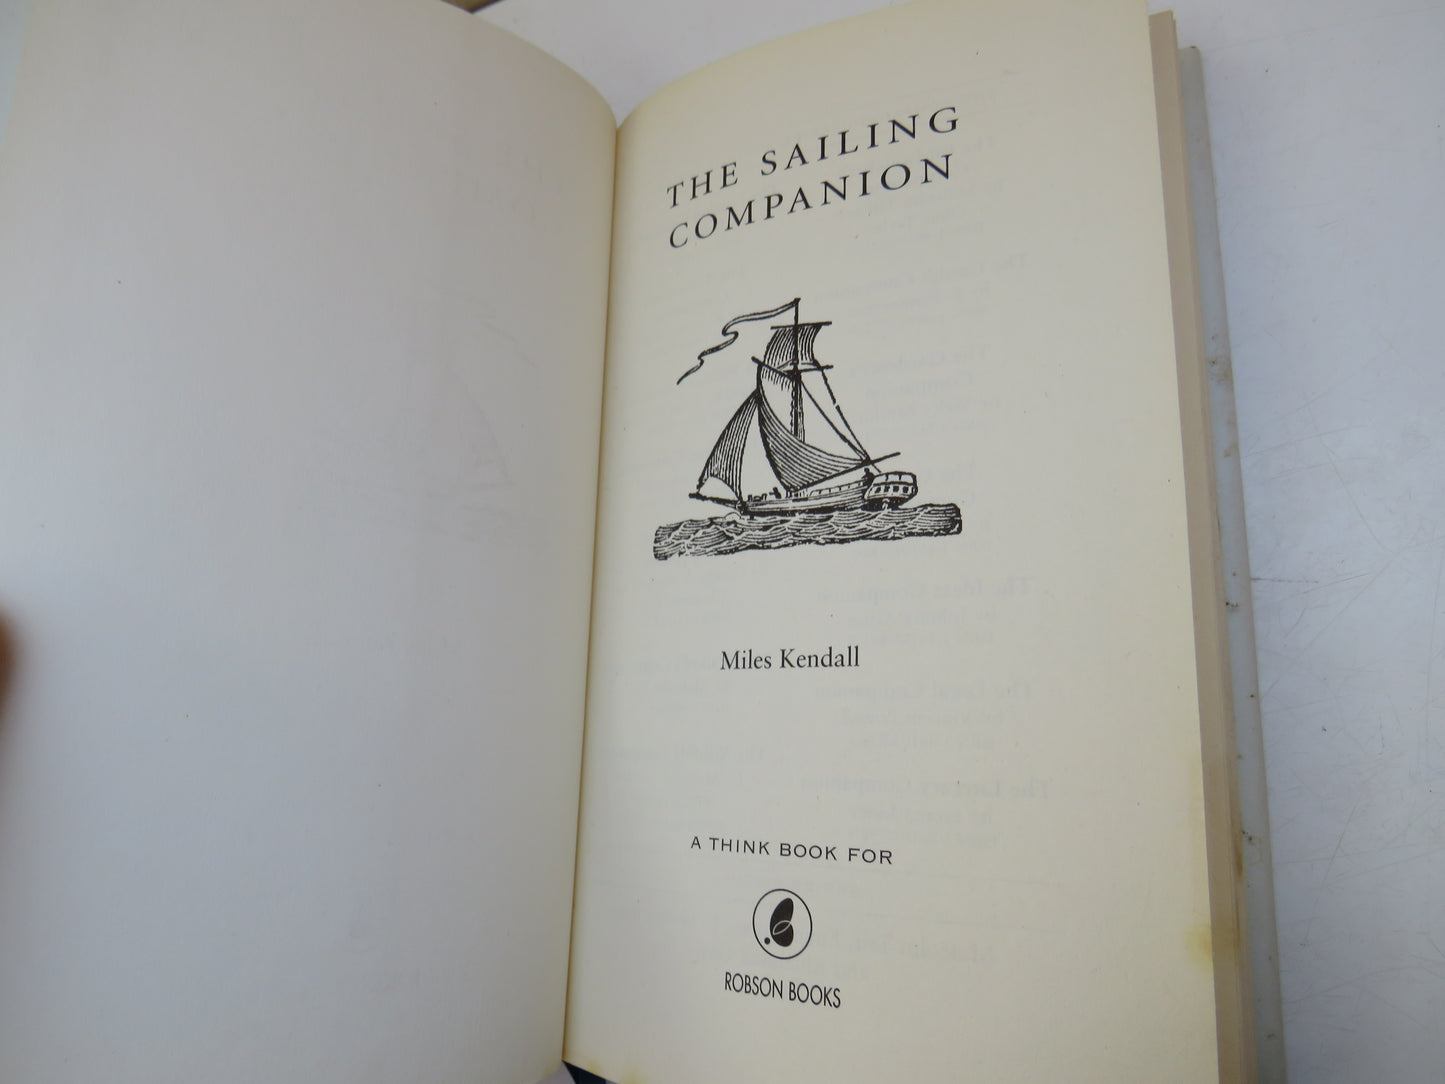 THE SAILING
COMPANION
Miles Kendall
A THINK BOOK FOR
ROBSON BOOKS